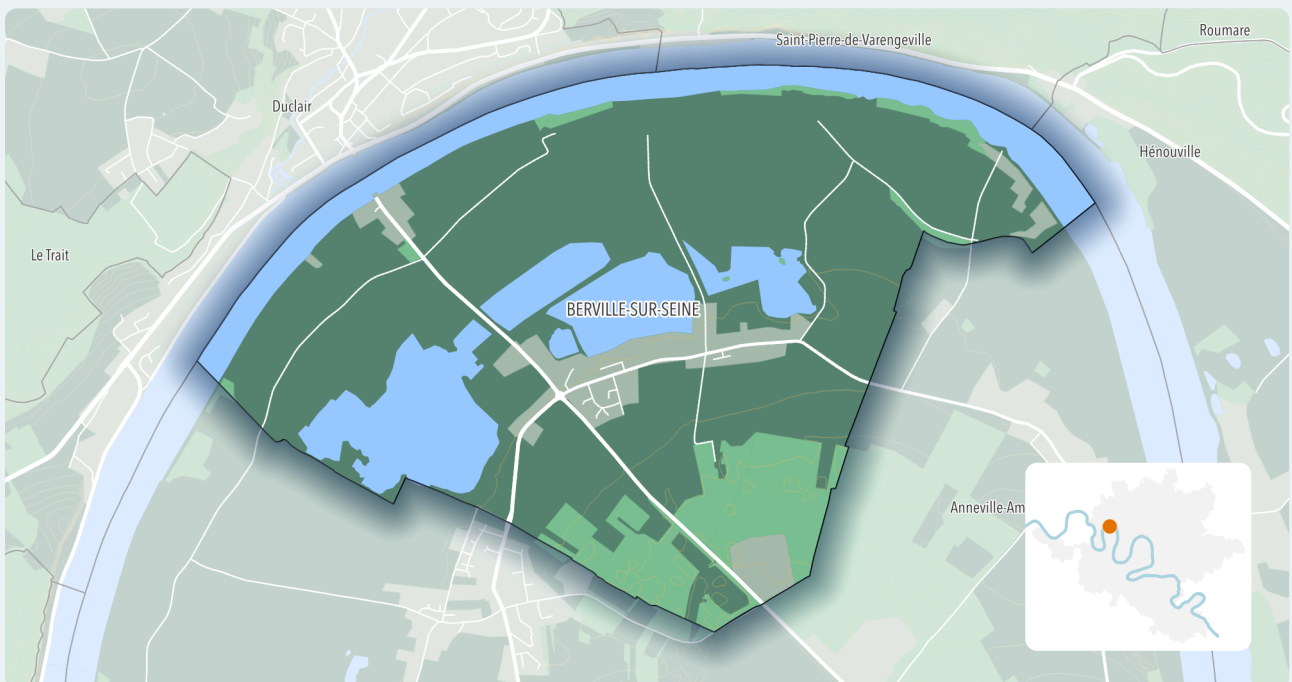 Saint-Pierre-de-Varengeville
Roumare
Duclair
Hénouville
Le Trait
BERVILLE-SUR-SEINE
Anneville-Am